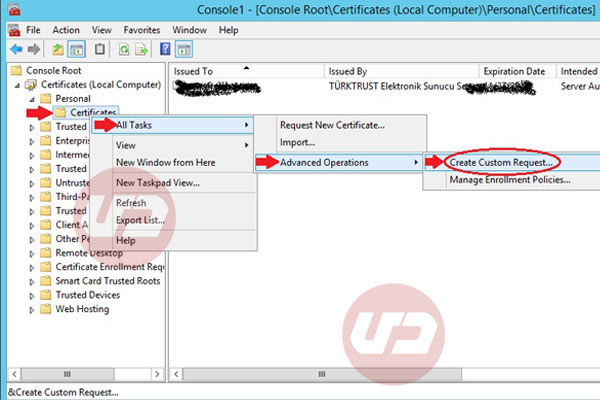 Console1 - [Console Root\Certificates (Local Computer)\Personal\Certificates]
File Action View Favorites Window Help
Console Root
Certificates (Local Computer)
Personal
Certificates
Trusted
Enterpris
Intermed
Trusted
Untruste
Third-Pa
Trusted
Client A
Other Pe
Remote Desktop
Certificate Enrollment Requ
Smart Card Trusted Roots
Trusted Devices
Web Hosting
Issued To Issued By Expiration Date Intended
TÜRKTRUST Elektronik Sunucu Se Server Au
All Tasks
View
New Window from Here
New Taskpad View...
Refresh
Export List...
Help
Request New Certificate...
Import...
Advanced Operations
Create Custom Request...
Manage Enrollment Policies...
&Create Custom Request...